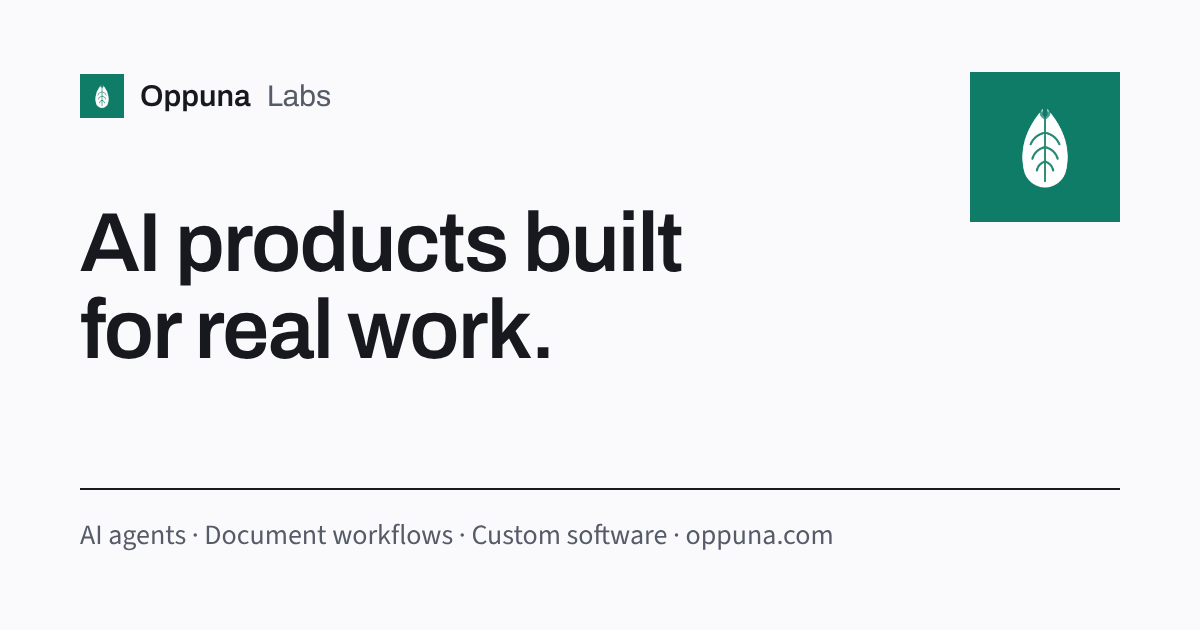 Oppuna Labs
AI products built
for real work.
AI agents · Document workflows · Custom software · oppuna.com